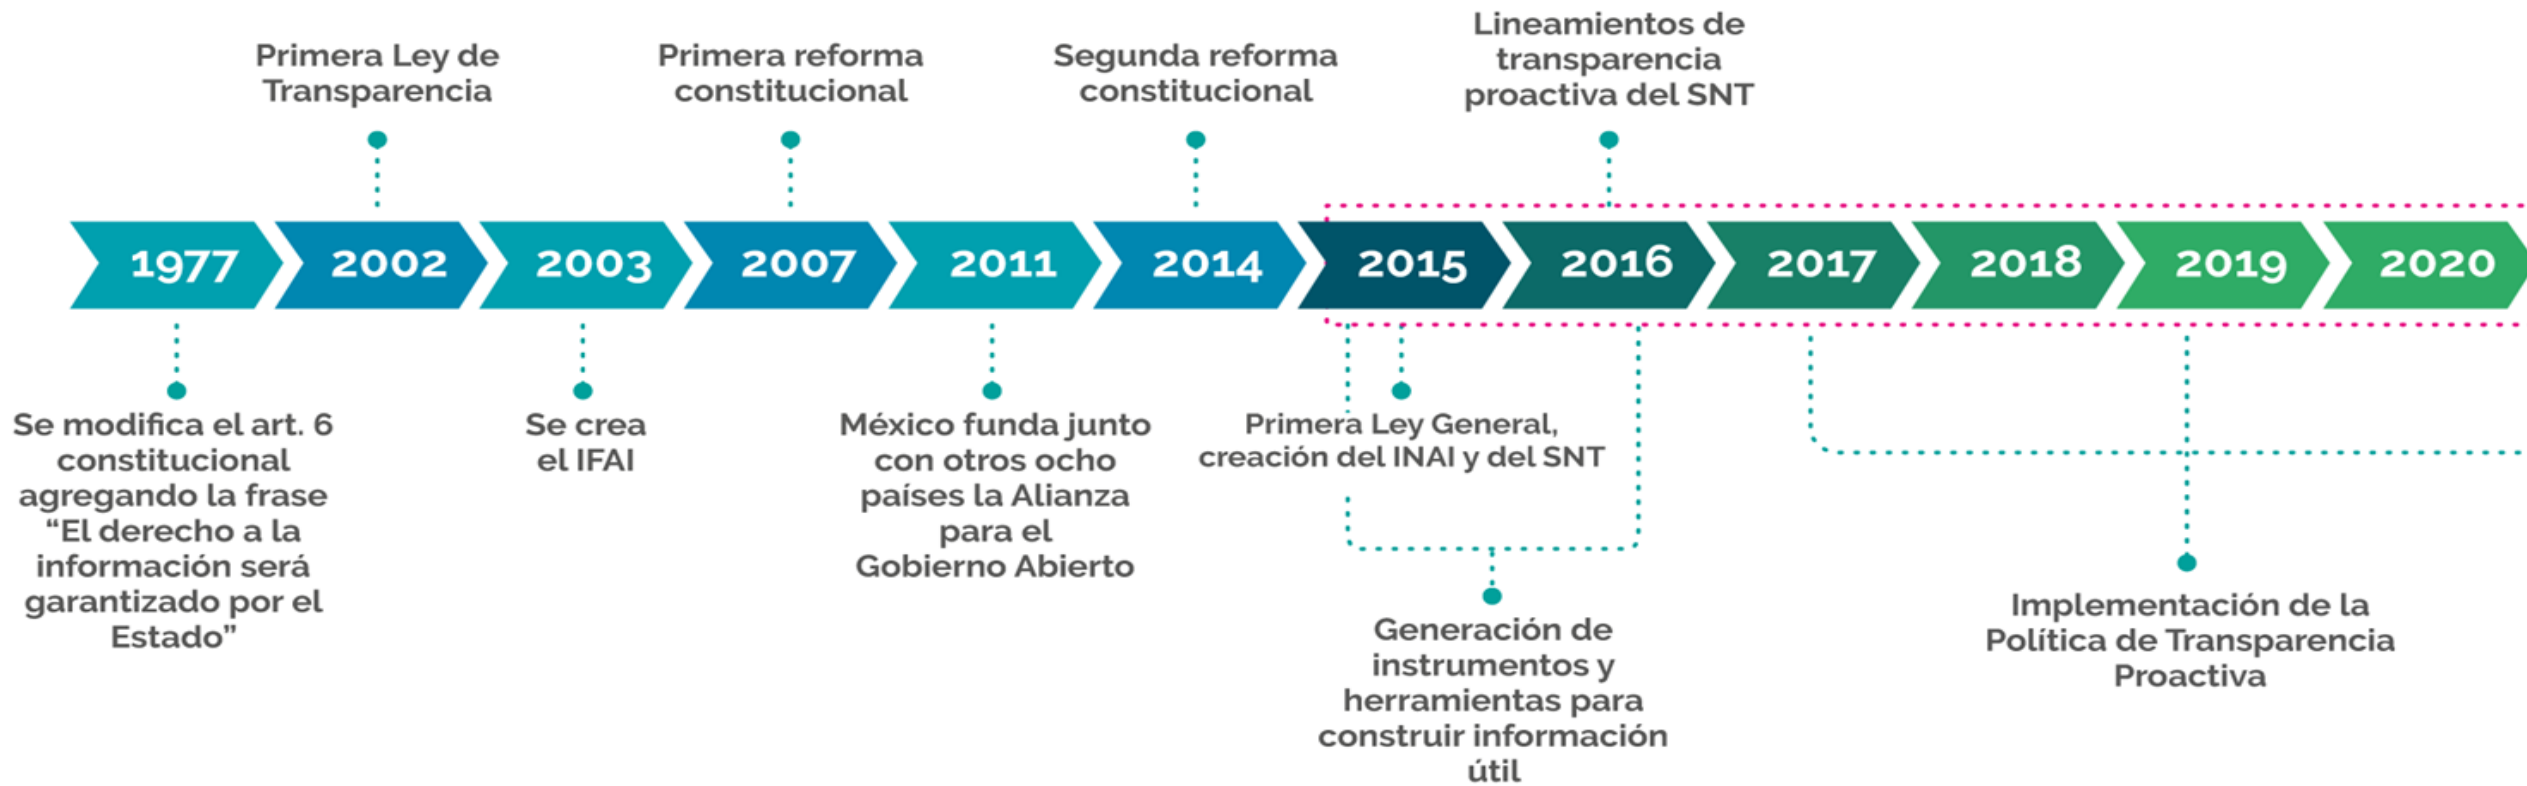 Primera Ley de
Transparencia
Primera reforma
constitucional
Segunda reforma
constitucional
Lineamientos de
transparencia
proactiva del SNT
1977
2002
2003
2007
2011
2014
2015
2016
2017
2018
2019
2020
Se modifica el art. 6
constitucional
agregando la frase
“El derecho a la
información será
garantizado por el
Estado”
Se crea
el IFAI
México funda junto
con otros ocho
países la Alianza
para el
Gobierno Abierto
Primera Ley General,
creación del INAI y del SNT
Generación de
instrumentos y
herramientas para
construir información
útil
Implementación de la
Política de Transparencia
Proactiva